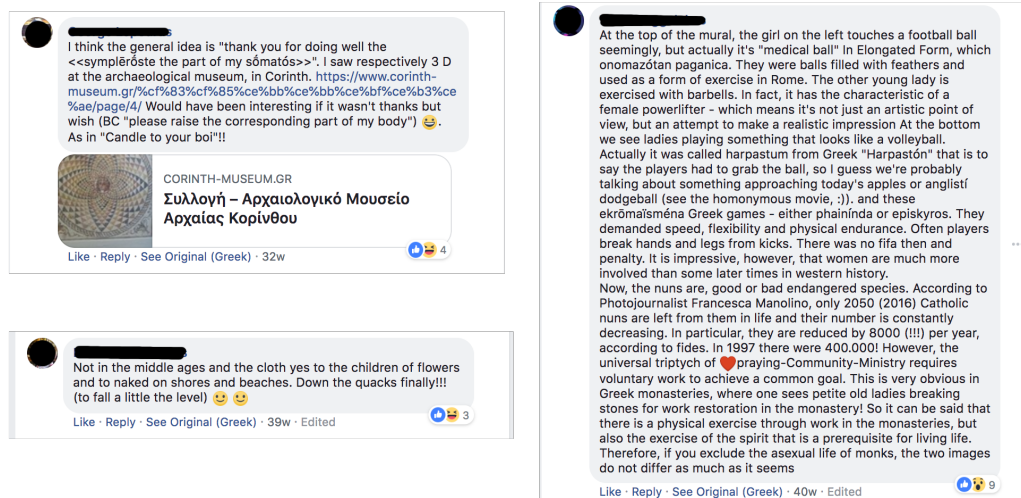 I think the general idea is "thank you for doing well the
<<symplērṓste the part of my sṓmatós>>". I saw respectively 3 D
at the archaeological museum, in Corinth. https://www.corinth-
museum.gr/%cf%83%cf%85%ce%bb%ce%bb%ce%bf%ce%b3%ce
%ae/page/4/ Would have been interesting if it wasn't thanks but
wish (BC "please raise the corresponding part of my body") 😄.
As in "Candle to your boi"!!
CORINTH-MUSEUM.GR
Συλλογή – Αρχαιολογικό Μουσείο
Αρχαίας Κορίνθου
4
Like · Reply · See Original (Greek) · 32w
Not in the middle ages and the cloth yes to the children of flowers
and to naked on shores and beaches. Down the quacks finally!!!
(to fall a little the level) 🙂 🙂
3
Like · Reply · See Original (Greek) · 39w · Edited
At the top of the mural, the girl on the left touches a football ball
seemingly, but actually it's "medical ball" In Elongated Form, which
onomazótan paganica. They were balls filled with feathers and
used as a form of exercise in Rome. The other young lady is
exercised with barbells. In fact, it has the characteristic of a
female powerlifter - which means it's not just an artistic point of
view, but an attempt to make a realistic impression At the bottom
we see ladies playing something that looks like a volleyball.
Actually it was called harpastum from Greek "Harpastón" that is to
say the players had to grab the ball, so I guess we're probably
talking about something approaching today's apples or anglistí
dodgeball (see the homonymous movie, :)). and these
ekrōmaïsména Greek games - either phainínda or episkyros. They
demanded speed, flexibility and physical endurance. Often players
break hands and legs from kicks. There was no fifa then and
penalty. It is impressive, however, that women are much more
involved than some later times in western history.
Now, the nuns are, good or bad endangered species. According to
Photojournalist Francesca Manolino, only 2050 (2016) Catholic
nuns are left from them in life and their number is constantly
decreasing. In particular, they are reduced by 8000 (!!!) per year,
according to fides. In 1997 there were 400.000! However, the
universal triptych of ❤praying-Community-Ministry requires
voluntary work to achieve a common goal. This is very obvious in
Greek monasteries, where one sees petite old ladies breaking
stones for work restoration in the monastery! So it can be said that
there is a physical exercise through work in the monasteries, but
also the exercise of the spirit that is a prerequisite for living life.
Therefore, if you exclude the asexual life of monks, the two images
do not differ as much as it seems
9
Like · Reply · See Original (Greek) · 40w · Edited